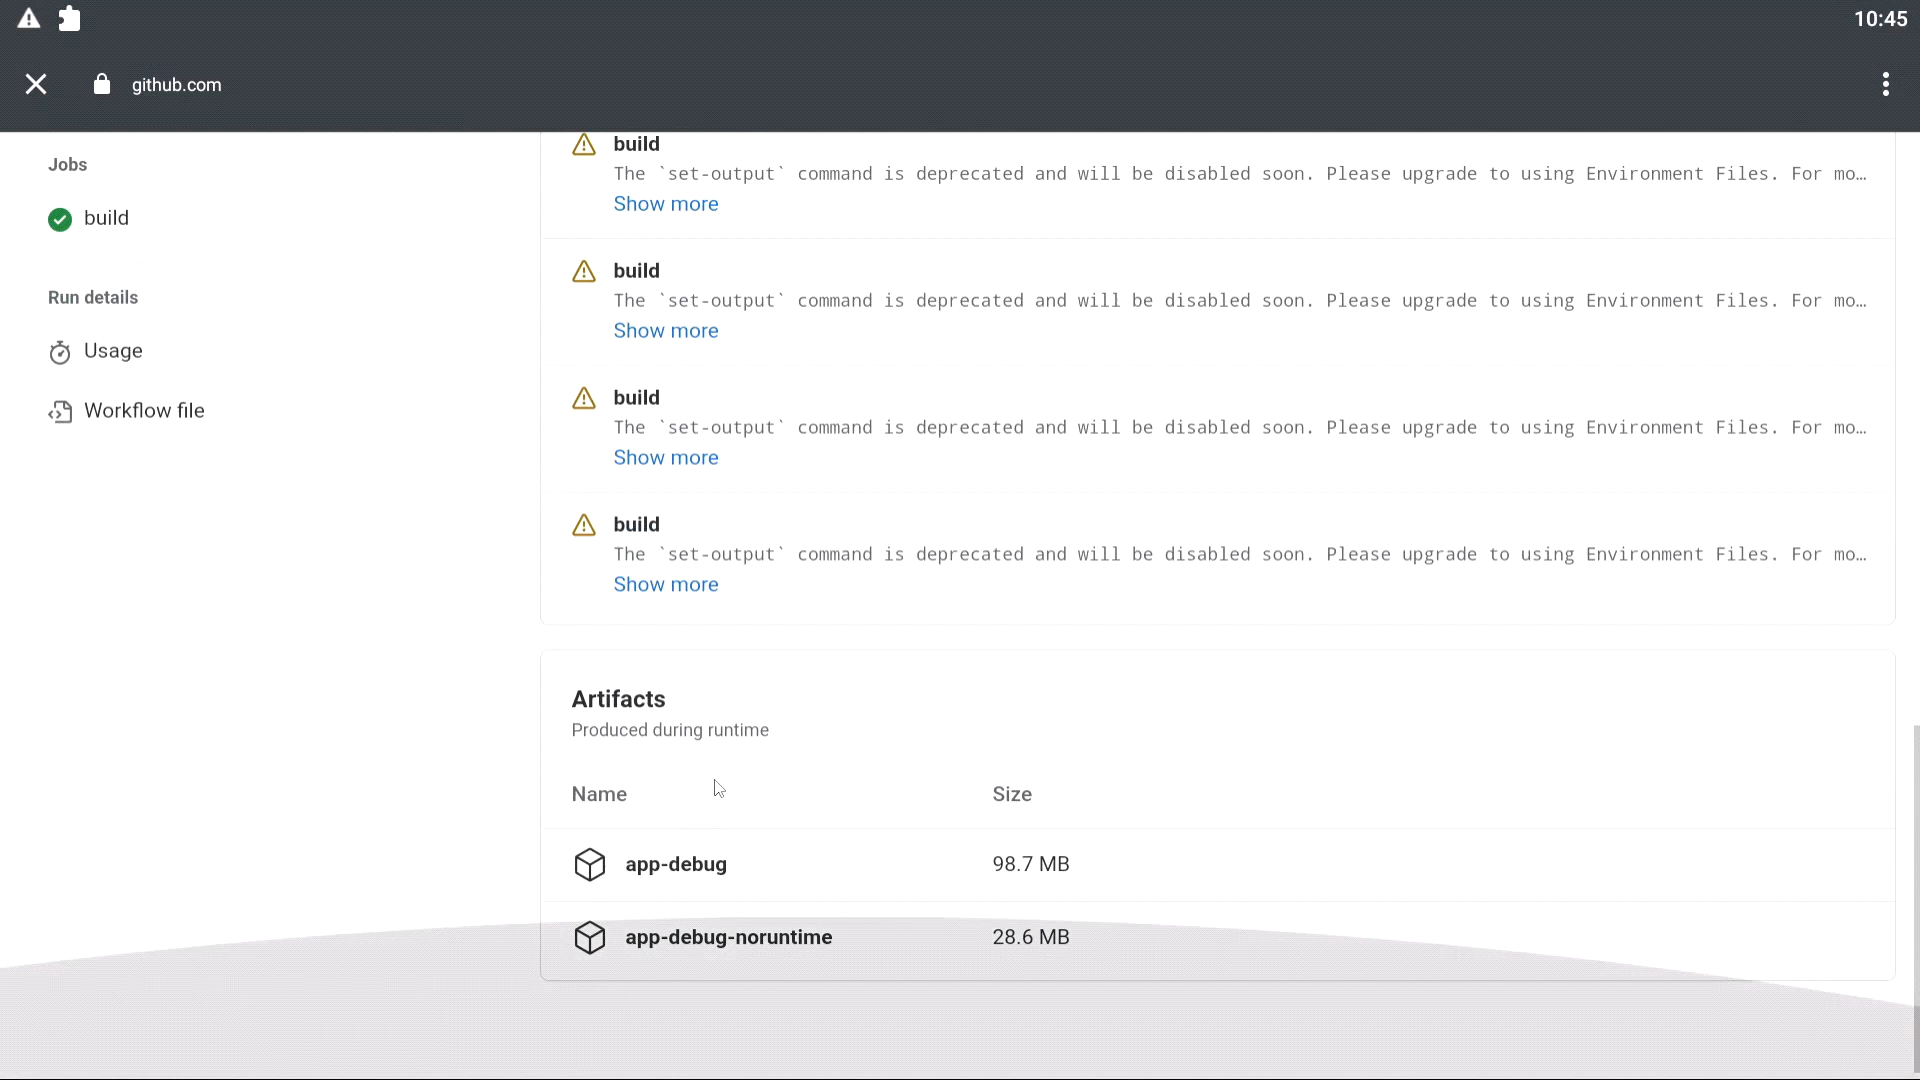 10:45
github.com
Jobs
build
Run details
Usage
Workflow file
build
The `set-output` command is deprecated and will be disabled soon. Please upgrade to using Environment Files. For mo…
Show more
build
The `set-output` command is deprecated and will be disabled soon. Please upgrade to using Environment Files. For mo…
Show more
build
The `set-output` command is deprecated and will be disabled soon. Please upgrade to using Environment Files. For mo…
Show more
build
The `set-output` command is deprecated and will be disabled soon. Please upgrade to using Environment Files. For mo…
Show more
Artifacts
Produced during runtime
Name Size
app-debug 98.7 MB
app-debug-noruntime 28.6 MB